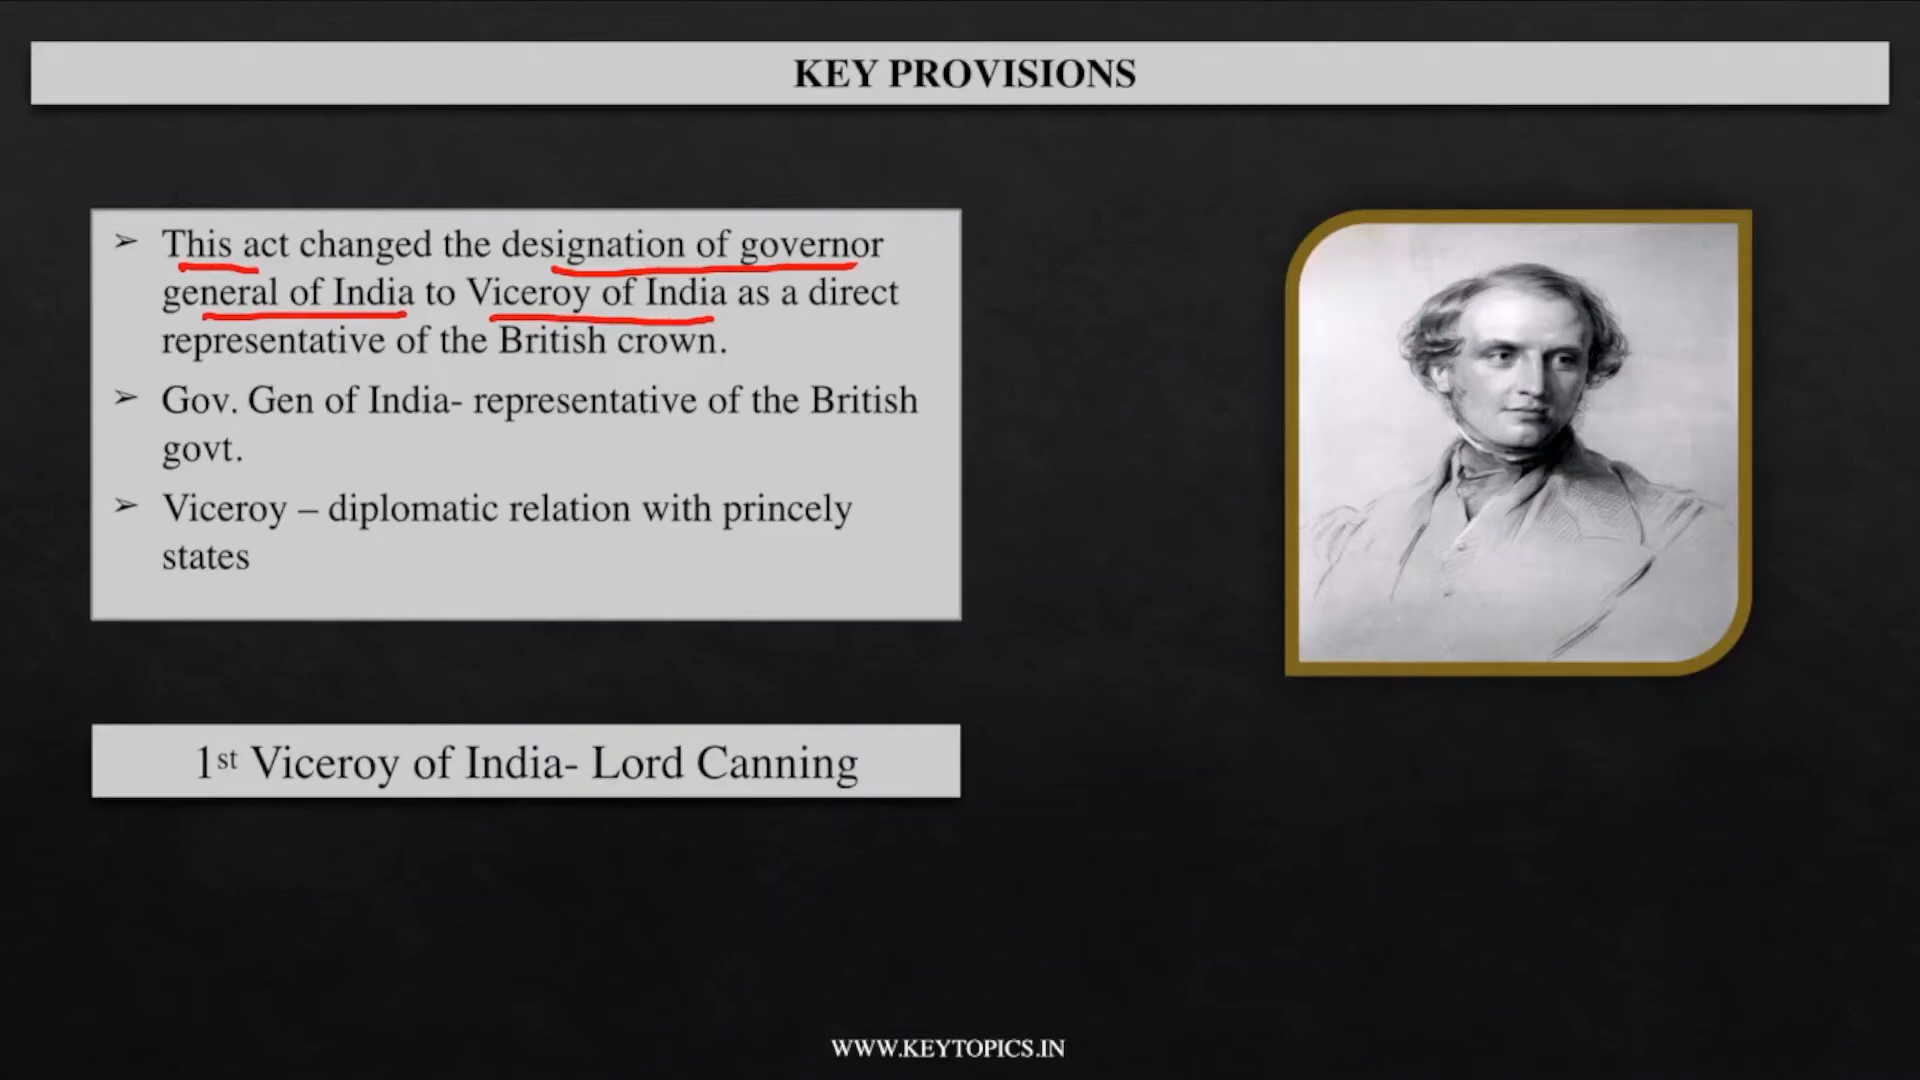 KEY PROVISIONS
➢ This act changed the designation of governor
general of India to Viceroy of India as a direct
representative of the British crown.
➢ Gov. Gen of India- representative of the British
govt.
➢ Viceroy – diplomatic relation with princely
states
1st Viceroy of India- Lord Canning
WWW.KEYTOPICS.IN